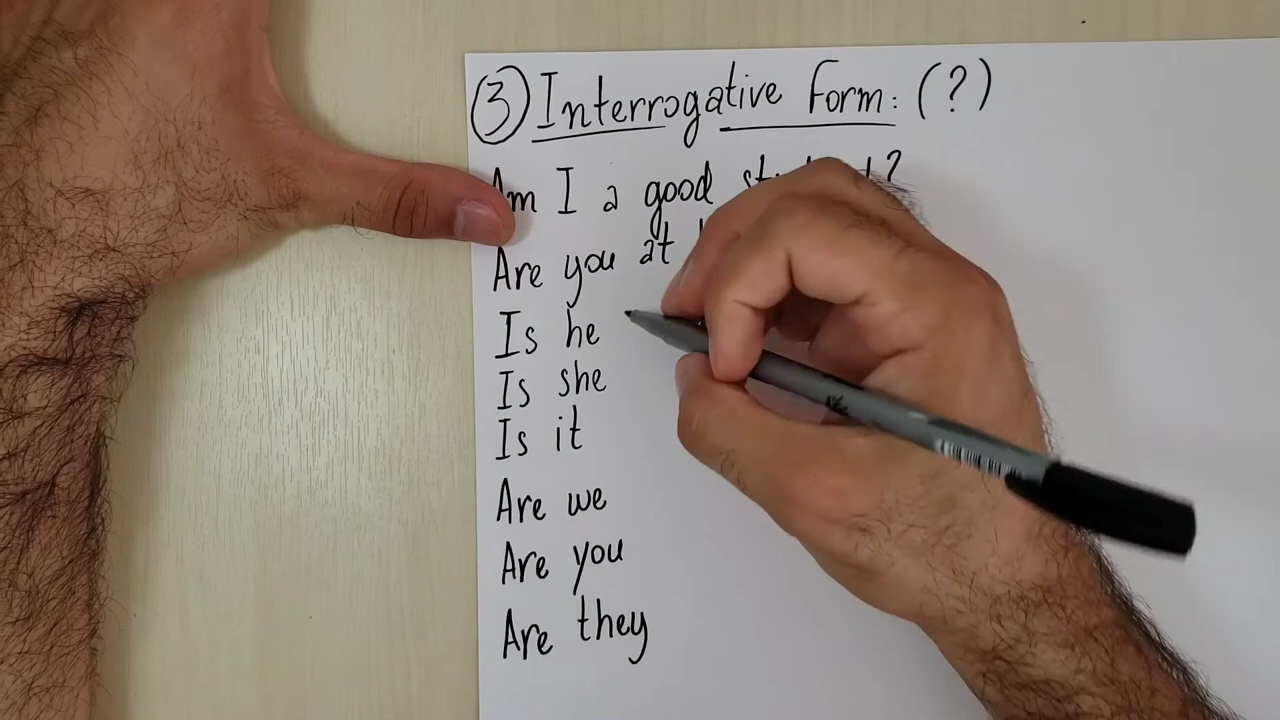 ③ Interrogative Form: (?)
Am I a good ?
Are you at
Is he
Is she
Is it
Are we
Are you
Are they